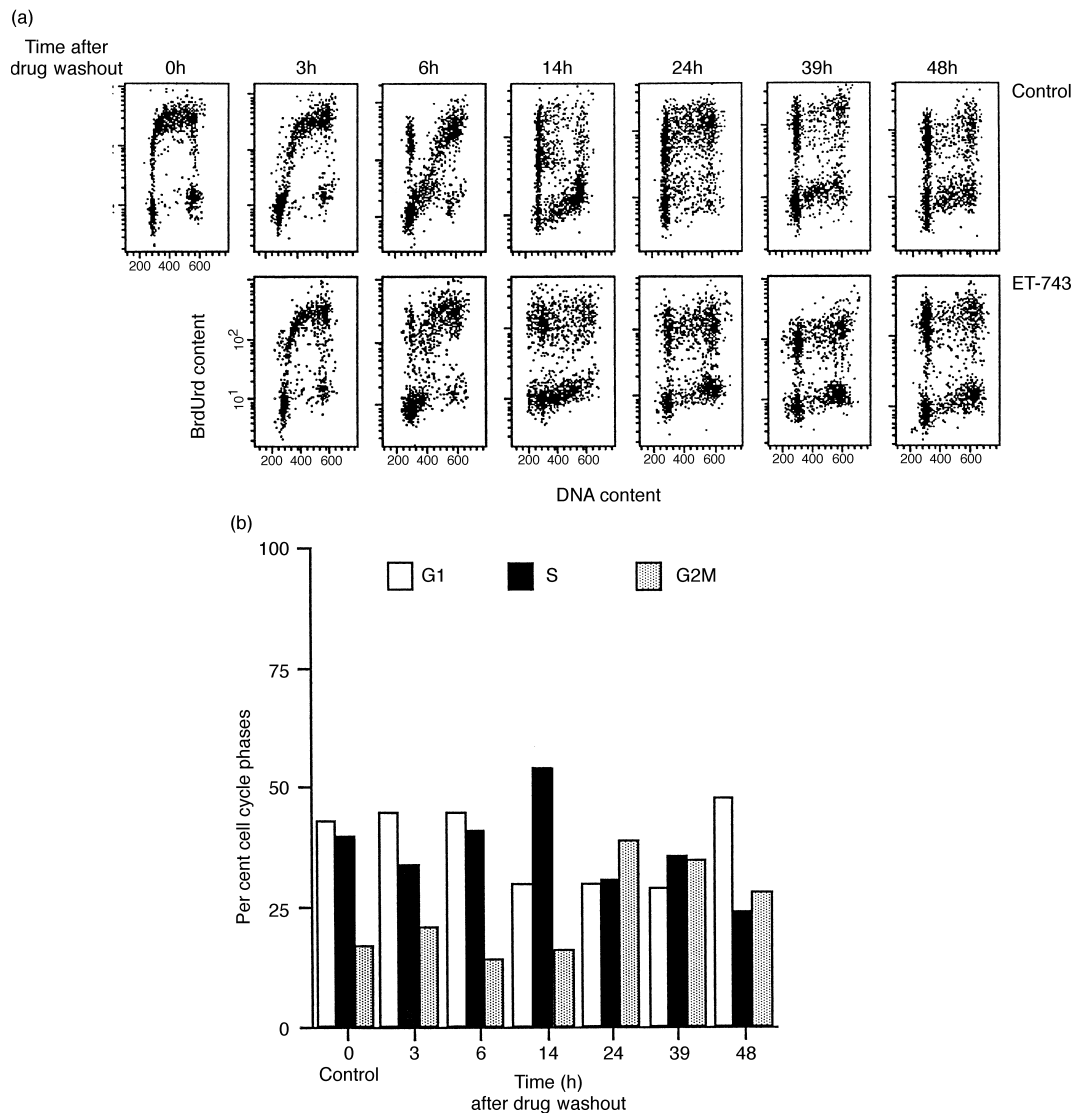 (a)
Time after
drug washout
0h 3h 6h 14h 24h 39h 48h
Control
200 400 600
ET-743
BrdUrd content
10²
10¹
200 400 600 200 400 600 200 400 600 200 400 600 200 400 600 200 400 600
DNA content
(b)
G1 S G2M
Per cent cell cycle phases
100
75
50
25
0
0 3 6 14 24 39 48
Control
Time (h)
after drug washout